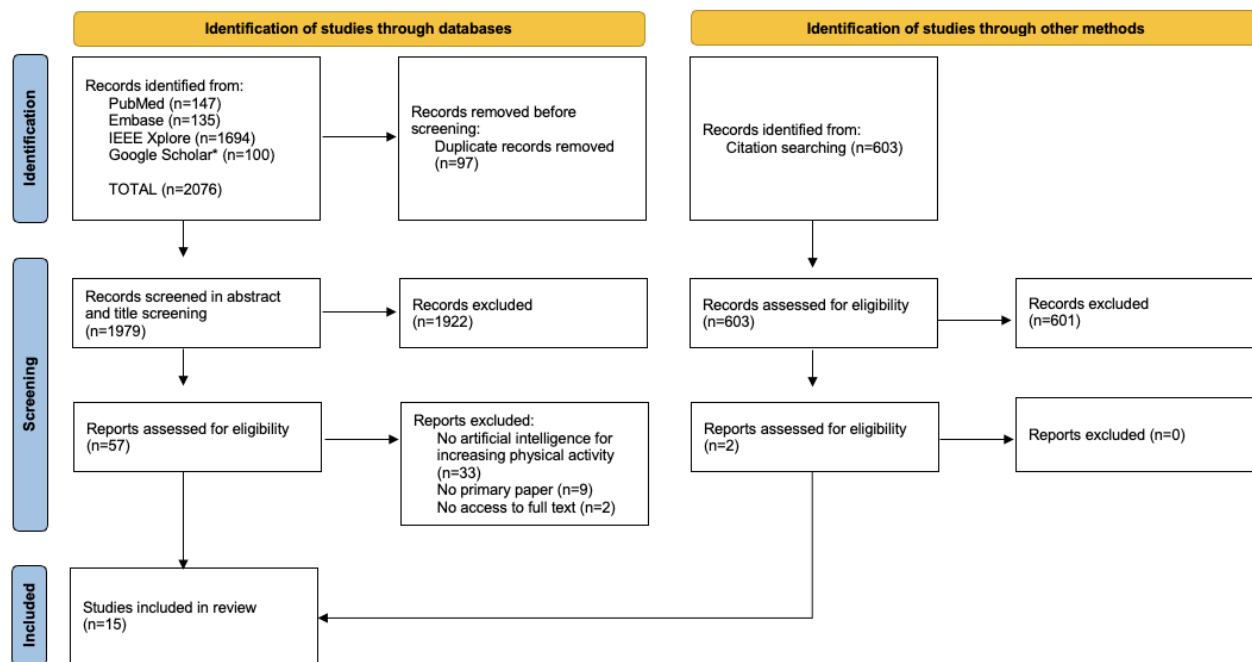 Identification of studies through databases
Identification of studies through other methods
Identification
Records identified from:
PubMed (n=147)
Embase (n=135)
IEEE Xplore (n=1694)
Google Scholar* (n=100)
TOTAL (n=2076)
Records removed before
screening:
Duplicate records removed
(n=97)
Records identified from:
Citation searching (n=603)
Screening
Records screened in abstract
and title screening
(n=1979)
Records excluded
(n=1922)
Records assessed for eligibility
(n=603)
Records excluded
(n=601)
Reports assessed for eligibility
(n=57)
Reports excluded:
No artificial intelligence for
increasing physical activity
(n=33)
No primary paper (n=9)
No access to full text (n=2)
Reports assessed for eligibility
(n=2)
Reports excluded (n=0)
Included
Studies included in review
(n=15)